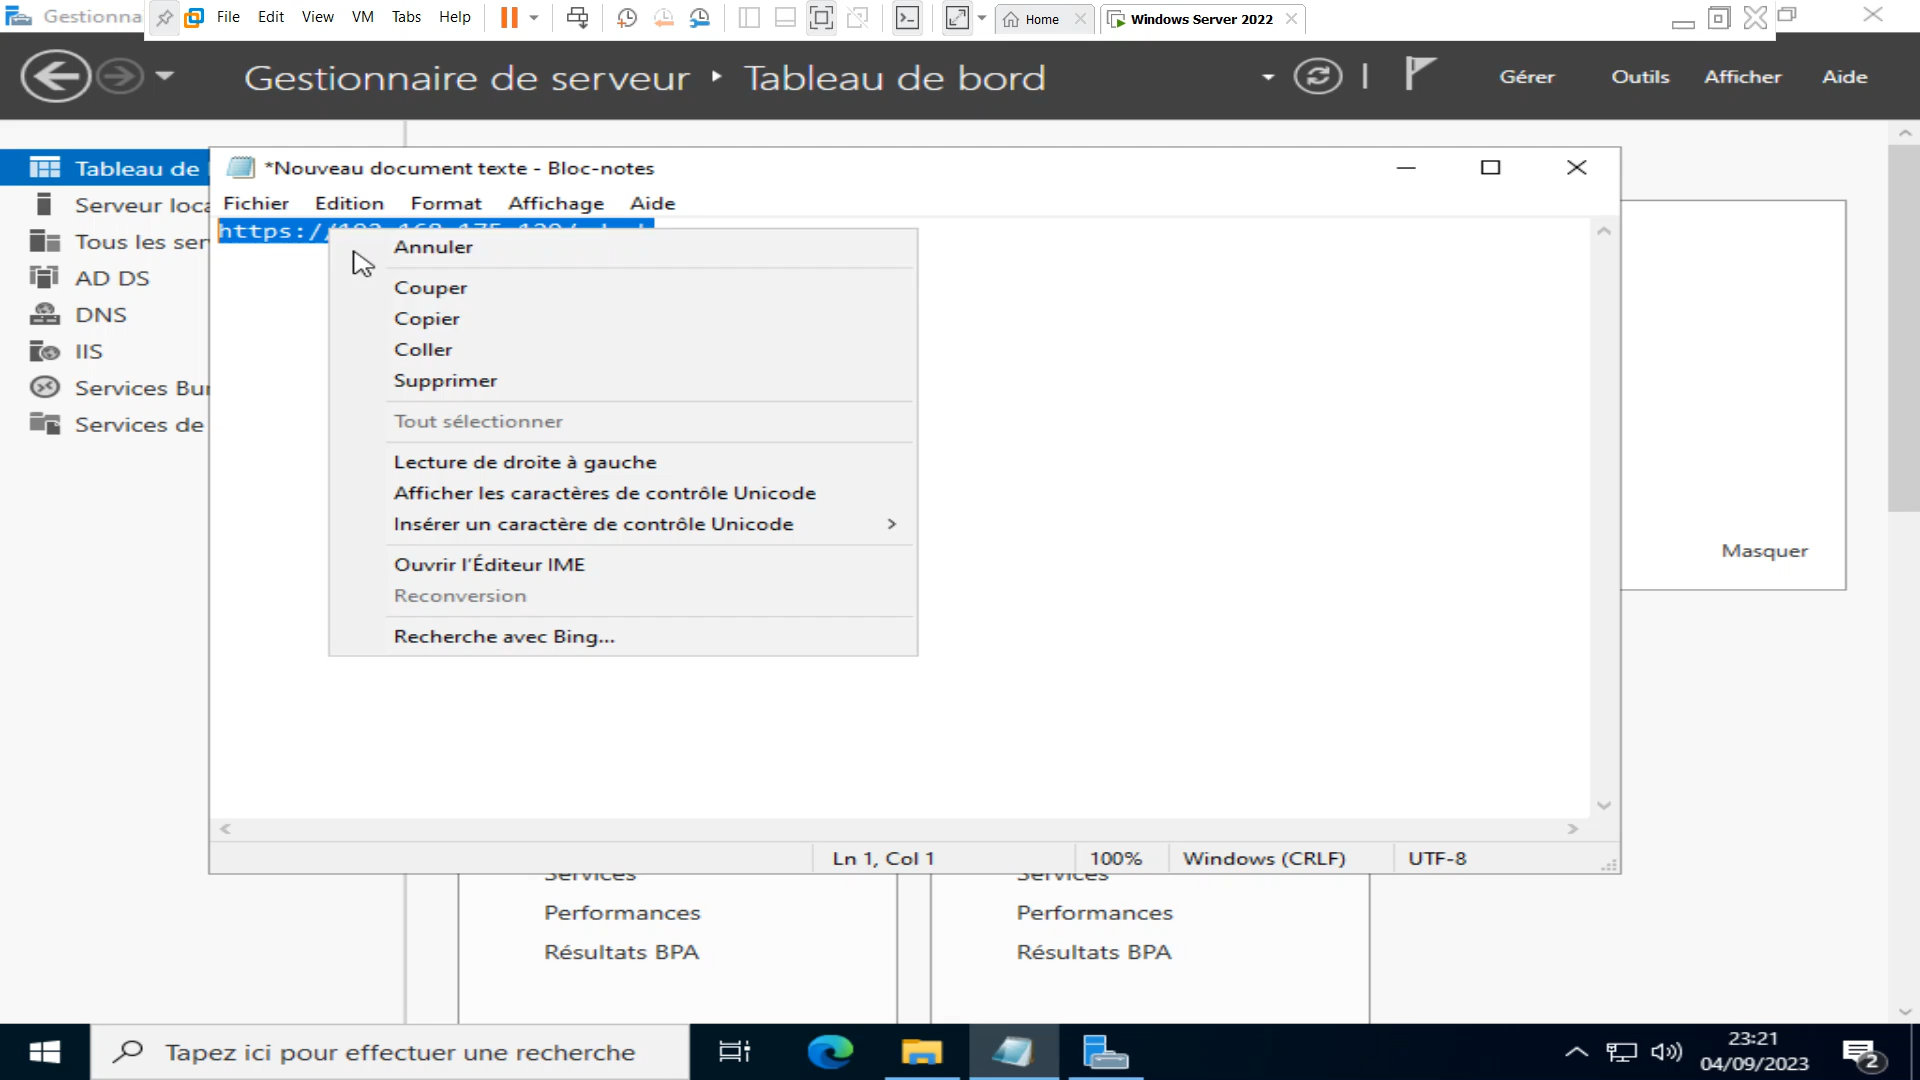 Gestionna
File Edit View VM Tabs Help
Home
Windows Server 2022
Gestionnaire de serveur ‣ Tableau de bord
Gérer Outils Afficher Aide
Tableau de
Serveur loca
Tous les ser
AD DS
DNS
IIS
Services Bur
Services de
*Nouveau document texte - Bloc-notes
Fichier Edition Format Affichage Aide
https://
Annuler
Couper
Copier
Coller
Supprimer
Tout sélectionner
Lecture de droite à gauche
Afficher les caractères de contrôle Unicode
Insérer un caractère de contrôle Unicode
Ouvrir l'Éditeur IME
Reconversion
Recherche avec Bing...
Masquer
Ln 1, Col 1 100% Windows (CRLF) UTF-8
Services
Performances
Résultats BPA
Services
Performances
Résultats BPA
Tapez ici pour effectuer une recherche
23:21
04/09/2023
2